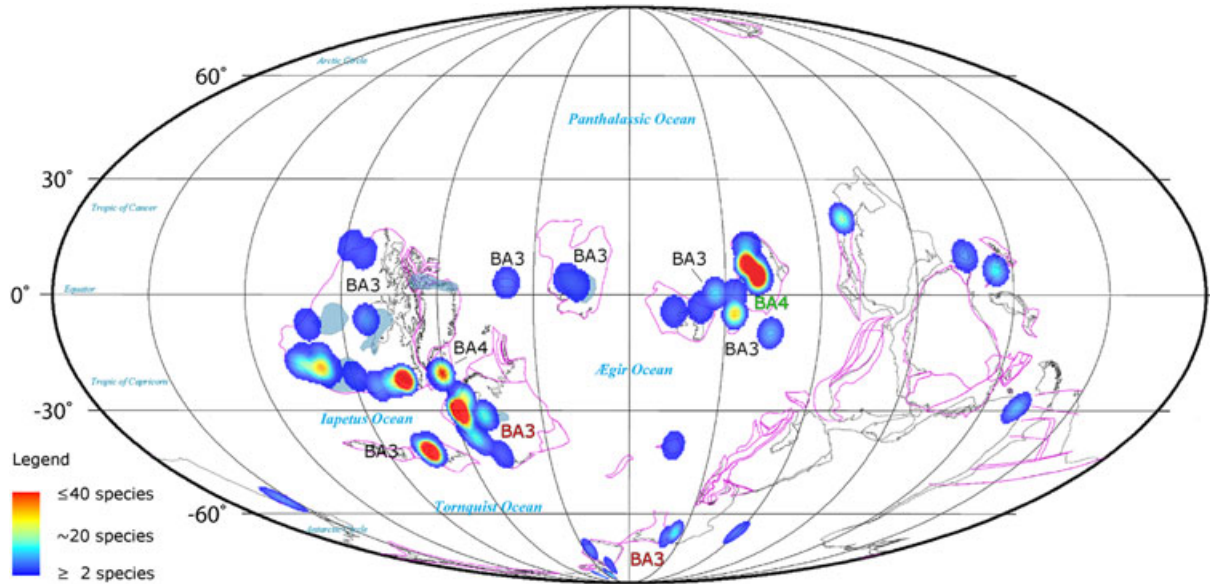 Arctic Circle
60°
Panthalassic Ocean
30°
Tropic of Cancer
BA3
BA3
BA3
BA3
Equator
0°
BA4
BA3
BA4
Ægir Ocean
Tropic of Capricorn
-30°
Iapetus Ocean
BA3
BA3
Legend
≤40 species
~20 species
≥ 2 species
Tornquist Ocean
-60°
Antarctic Circle
BA3